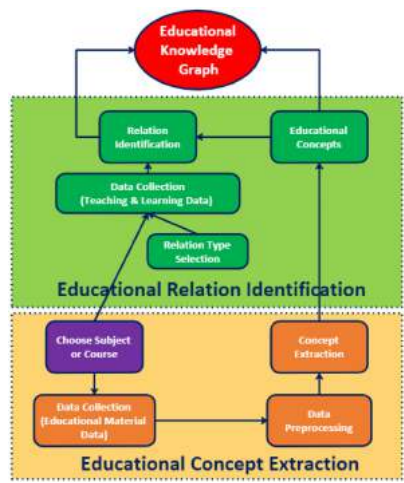 Educational
Knowledge
Graph
Relation
Identification
Educational
Concepts
Data Collection
(Teaching & Learning Data)
Relation Type
Selection
Educational Relation Identification
Choose Subject
or Course
Concept
Extraction
Data Collection
(Educational Material
Data)
Data
Preprocessing
Educational Concept Extraction